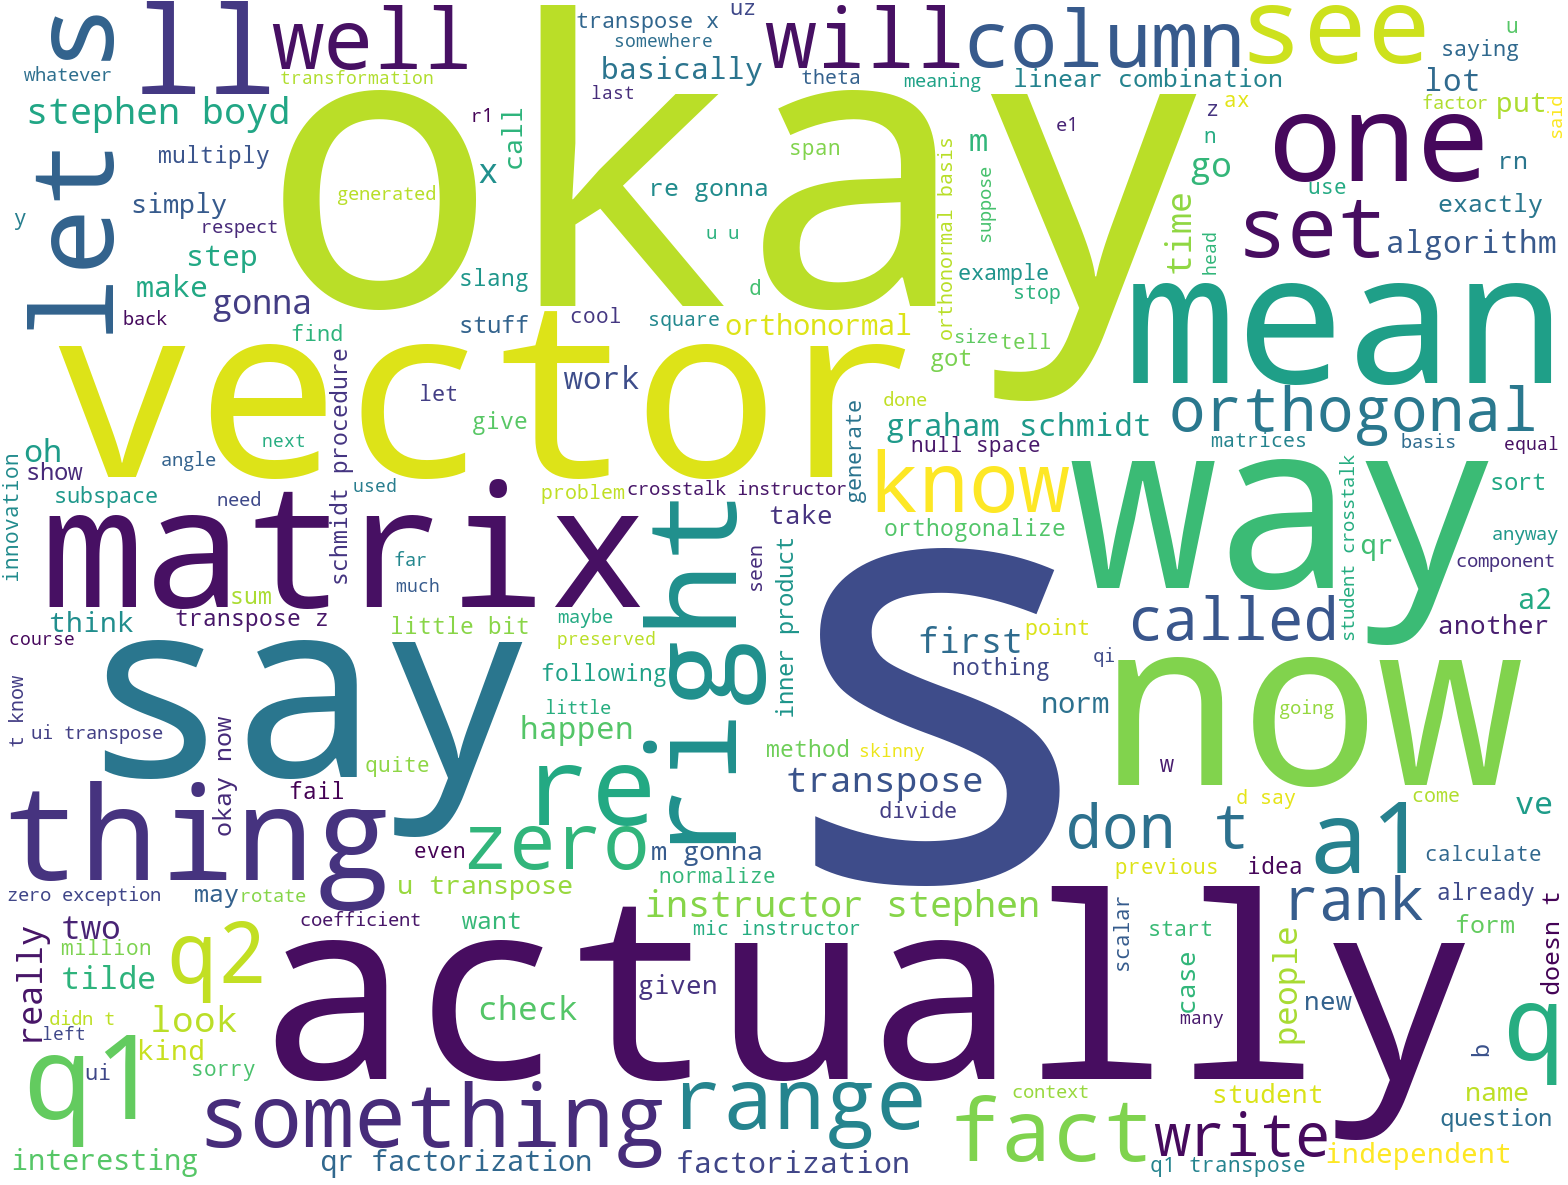 let s
ll
well
transpose x
uz
somewhere
basically
will
column
see
u
saying
whatever
transformation
theta
meaning
linear combination
lot
stephen boyd
okay
last
r1
call
e1
z
ax
factor
put
said
multiply
x
span
m
n
one
rn
generated
re gonna
orthonormal basis
suppose
go
use
simply
y
respect
u u
time
head
set
exactly
algorithm
step
slang
example
make
gonna
d
stop
mean
back
find
stuff
cool
square
orthonormal
size
tell
got
vector
schmidt procedure
let
work
done
orthogonal
give
generate
graham schmidt
oh
show
next
angle
null space
know
matrices
basis
equal
way
innovation
subspace
need
used
problem
crosstalk instructor
sort
matrix
right
take
orthogonalize
student crosstalk
qr
anyway
far
much
seen
inner product
component
sum
a2
think
transpose z
little bit
maybe
preserved
s
called
another
course
first
point
following
nothing
qi
now
t know
say
little
norm
going
ui transpose
okay now
happen
method
skinny
quite
re
transpose
w
thing
fail
divide
d say
come
ve
zero
don t
a1
even
m gonna
previous
idea
calculate
zero exception
may
rotate
u transpose
normalize
rank
already
coefficient
want
instructor stephen
actually
two
mic instructor
scalar
start
form
doesn t
really
million
q2
people
tilde
given
case
check
new
didn t
look
many
q
left
kind
q1
ui
sorry
b
something
range
context
student
name
fact
write
question
interesting
qr factorization
factorization
q1 transpose
independent